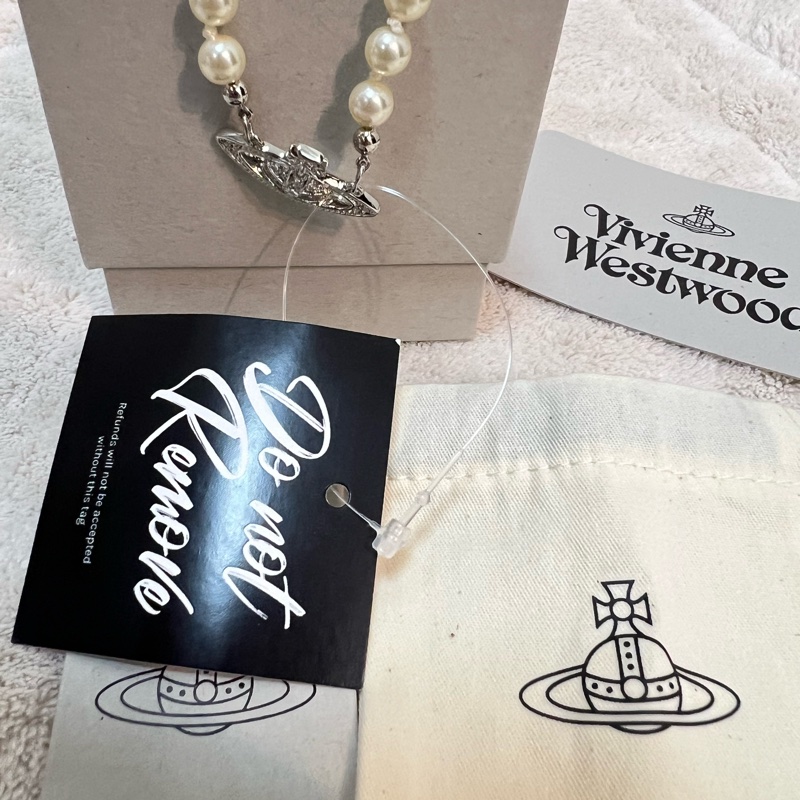 Vivienne
Westwood
Do not
Remove
Refunds will not be accepted
without this tag